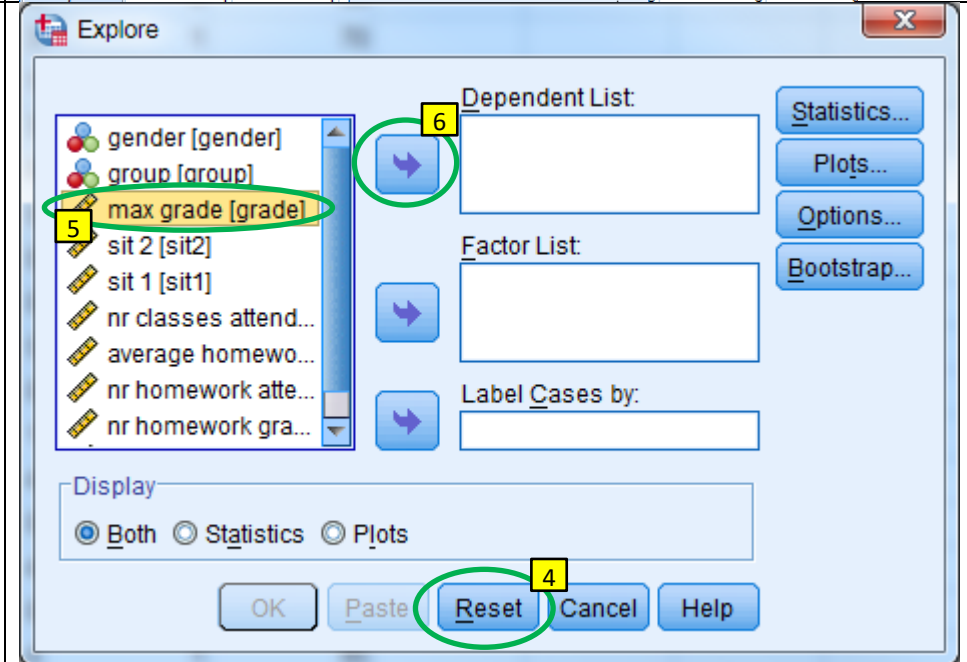 Explore
x
Dependent List:
Statistics...
6
gender [gender]
Plots...
group [group]
max grade [grade]
Options...
5
sit 2 [sit2]
Factor List:
Bootstrap...
sit 1 [sit1]
nr classes attend...
average homewo...
nr homework atte...
Label Cases by:
nr homework gra...
Display
Both Statistics Plots
4
OK Paste Reset Cancel Help